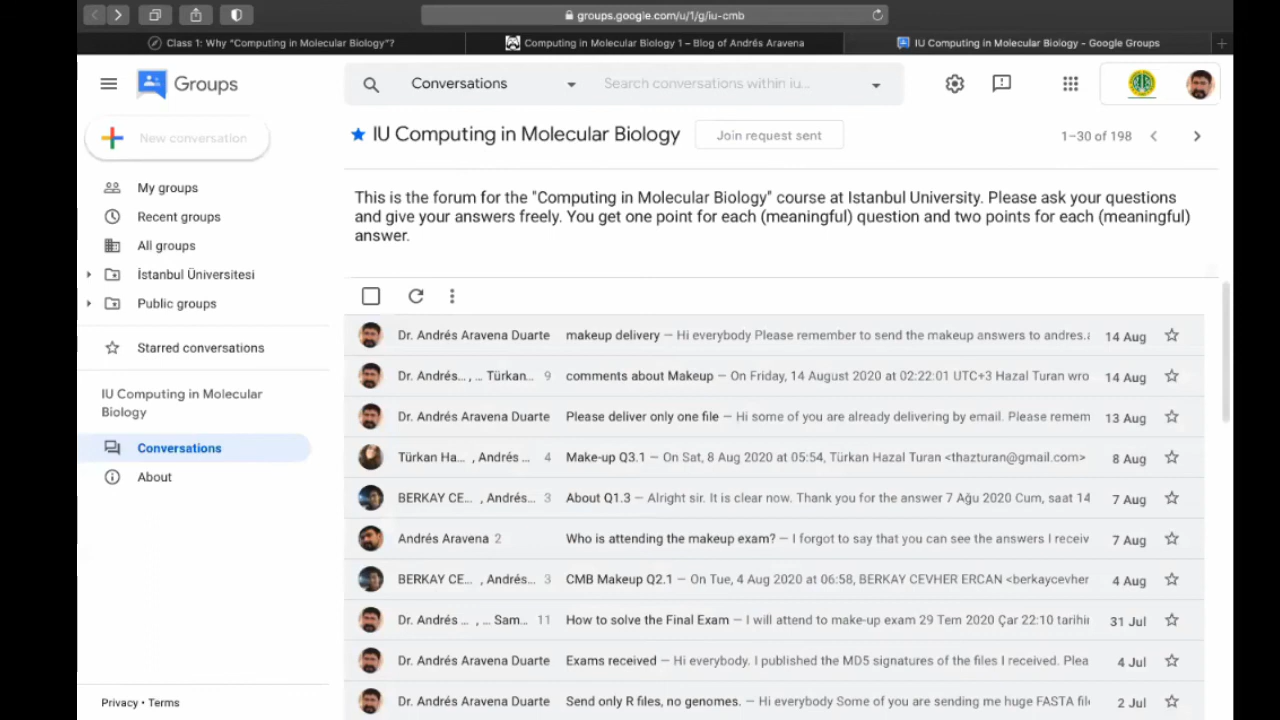 groups.google.com/u/1/g/iu-cmb
Class 1: Why "Computing in Molecular Biology"?
Computing in Molecular Biology 1 – Blog of Andrés Aravena
IU Computing in Molecular Biology - Google Groups
Groups
Conversations
Search conversations within iu...
New conversation
IU Computing in Molecular Biology
Join request sent
1–30 of 198
My groups
Recent groups
All groups
İstanbul Üniversitesi
Public groups
Starred conversations
IU Computing in Molecular
Biology
Conversations
About
Privacy • Terms
This is the forum for the "Computing in Molecular Biology" course at Istanbul University. Please ask your questions
and give your answers freely. You get one point for each (meaningful) question and two points for each (meaningful)
answer.
Dr. Andrés Aravena Duarte makeup delivery – Hi everybody Please remember to send the makeup answers to andres.a 14 Aug
Dr. Andrés... , ... Türkan... 9 comments about Makeup – On Friday, 14 August 2020 at 02:22:01 UTC+3 Hazal Turan wro 14 Aug
Dr. Andrés Aravena Duarte Please deliver only one file – Hi some of you are already delivering by email. Please remem 13 Aug
Türkan Ha... , Andrés ... 4 Make-up Q3.1 – On Sat, 8 Aug 2020 at 05:54, Türkan Hazal Turan <thazturan@gmail.com> 8 Aug
BERKAY CE... , Andrés... 3 About Q1.3 – Alright sir. It is clear now. Thank you for the answer 7 Ağu 2020 Cum, saat 14 7 Aug
Andrés Aravena 2 Who is attending the makeup exam? – I forgot to say that you can see the answers I receiv 7 Aug
BERKAY CE... , Andrés... 3 CMB Makeup Q2.1 – On Tue, 4 Aug 2020 at 06:58, BERKAY CEVHER ERCAN <berkaycevher 4 Aug
Dr. Andrés ... , ... Sam... 11 How to solve the Final Exam – I will attend to make-up exam 29 Tem 2020 Çar 22:10 tarihin 31 Jul
Dr. Andrés Aravena Duarte Exams received – Hi everybody. I published the MD5 signatures of the files I received. Plea 4 Jul
Dr. Andrés Aravena Duarte Send only R files, no genomes. – Hi everybody Some of you are sending me huge FASTA file 2 Jul